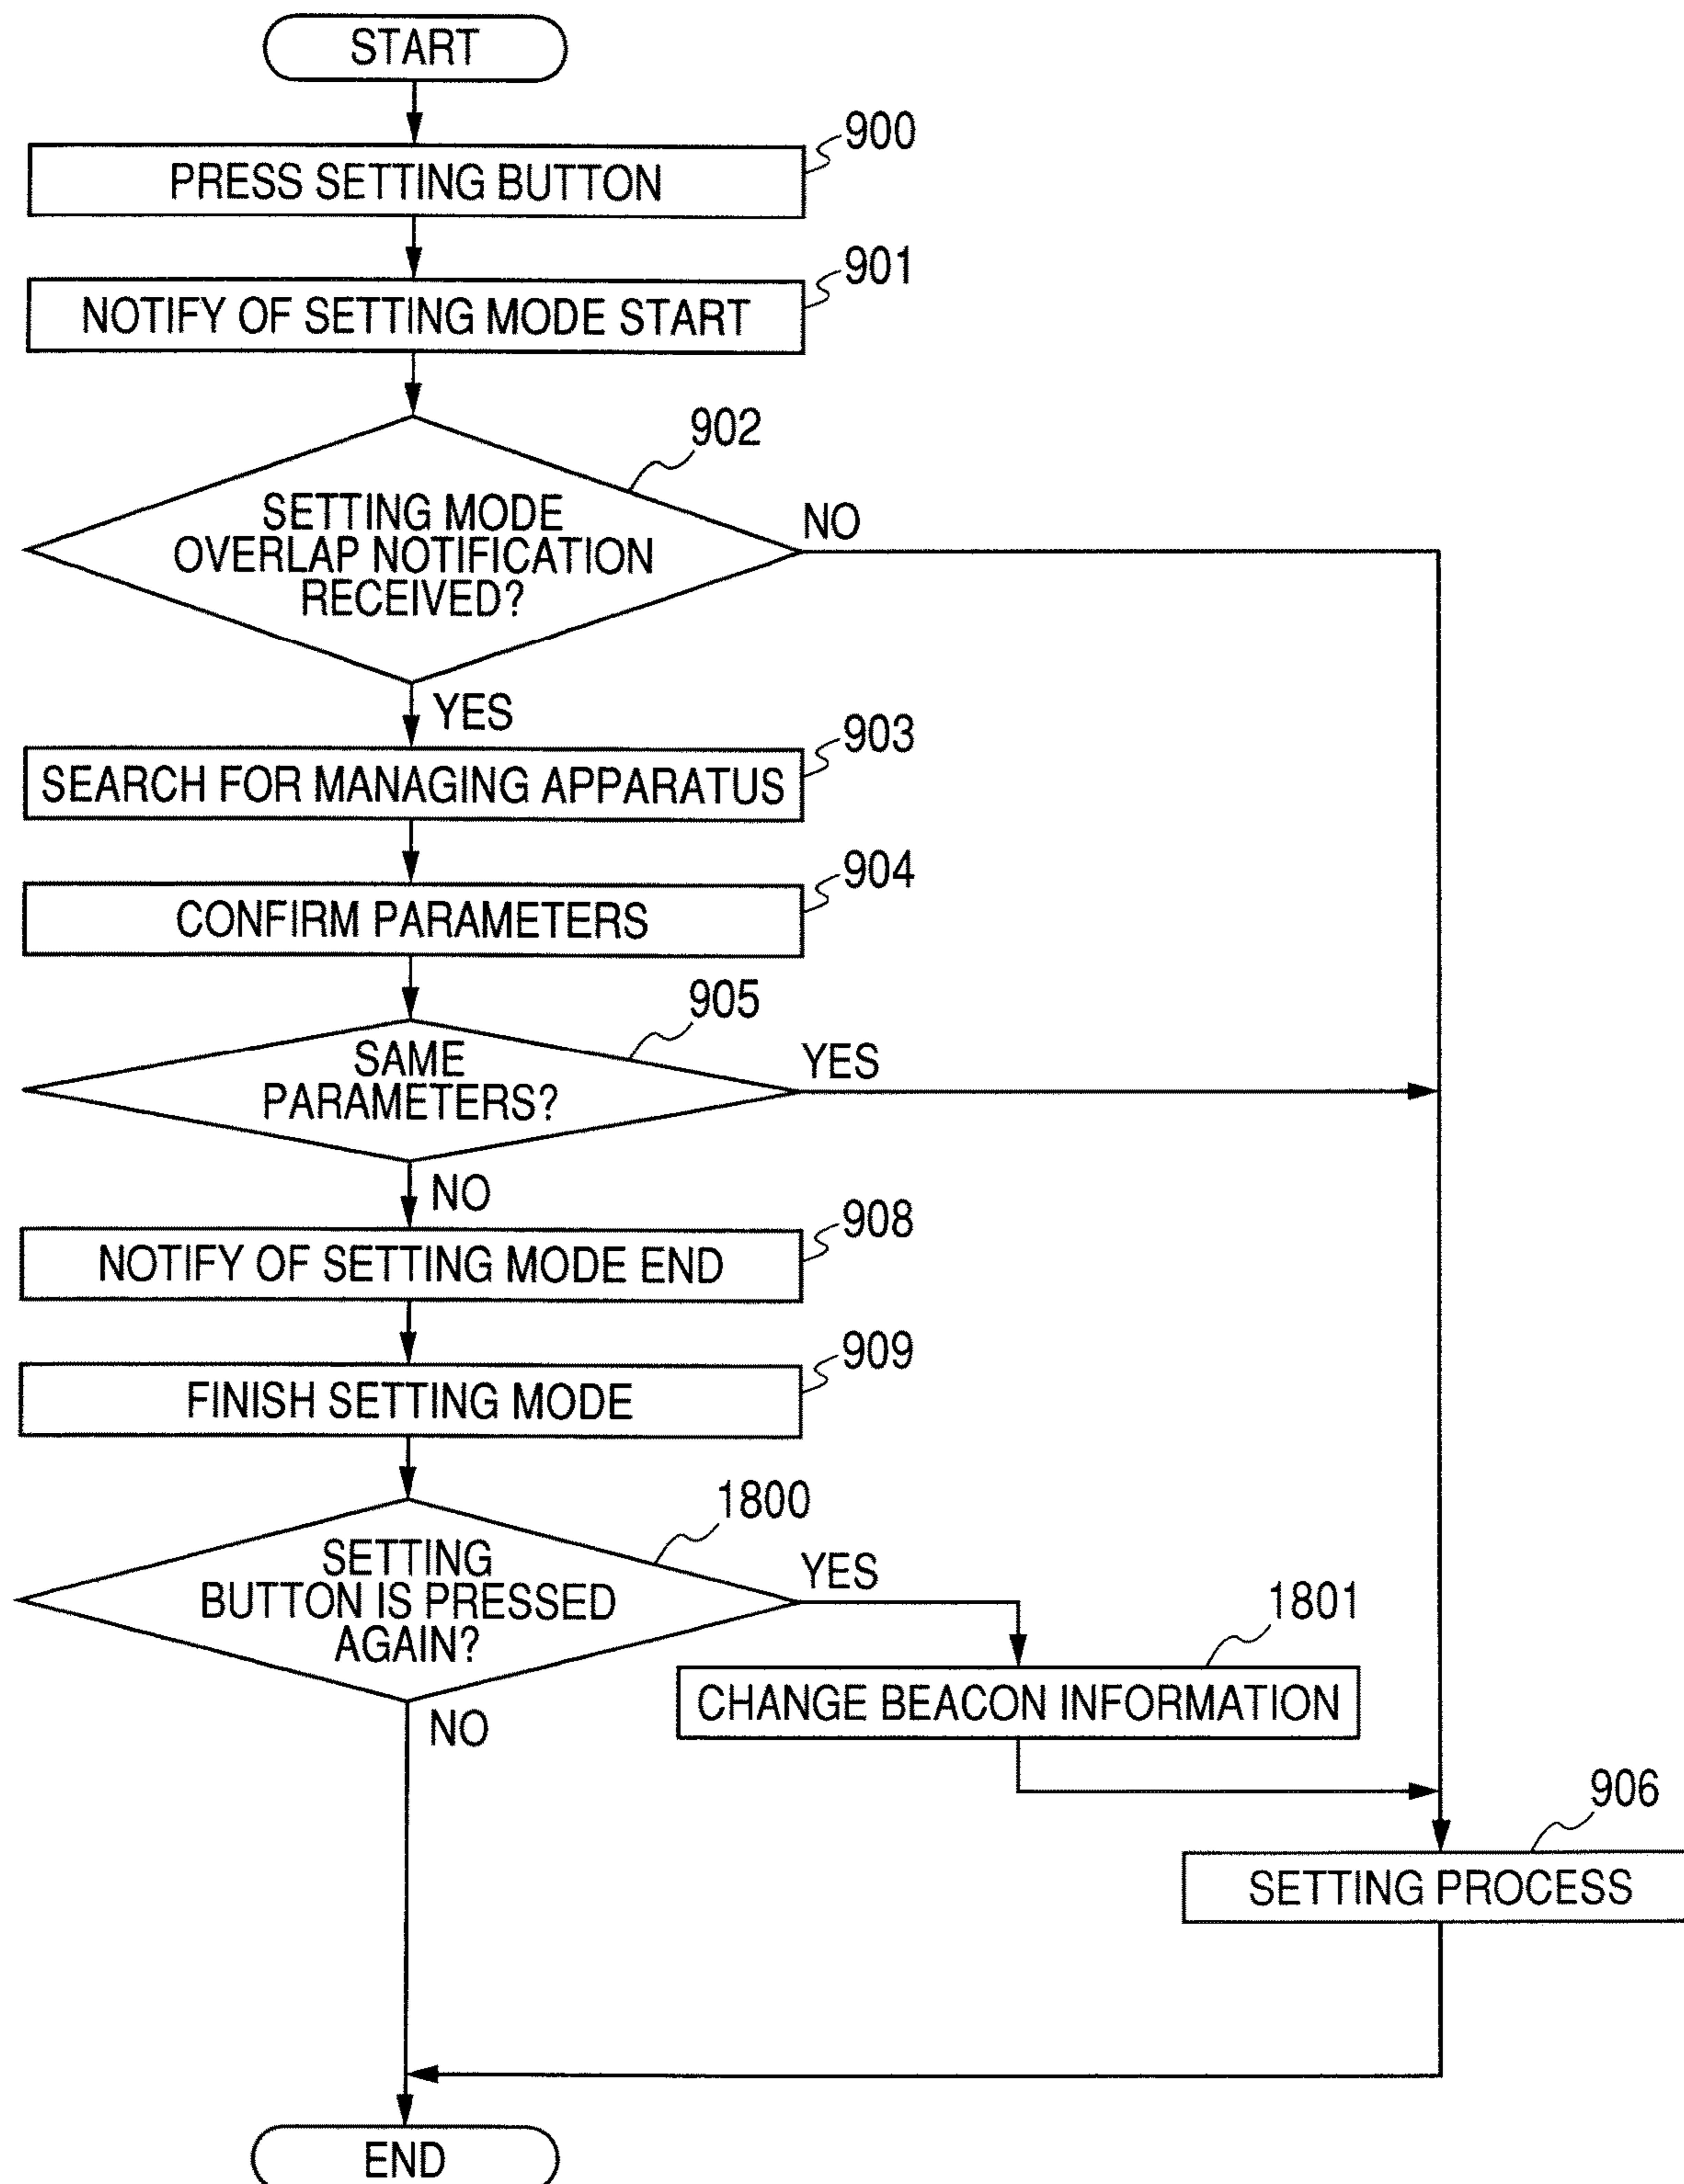 START
900
PRESS SETTING BUTTON
901
NOTIFY OF SETTING MODE START
902
SETTING MODE
OVERLAP NOTIFICATION
RECEIVED?
NO
YES
903
SEARCH FOR MANAGING APPARATUS
904
CONFIRM PARAMETERS
905
SAME
PARAMETERS?
YES
NO
908
NOTIFY OF SETTING MODE END
909
FINISH SETTING MODE
1800
SETTING
BUTTON IS PRESSED
AGAIN?
YES
1801
CHANGE BEACON INFORMATION
NO
906
SETTING PROCESS
END